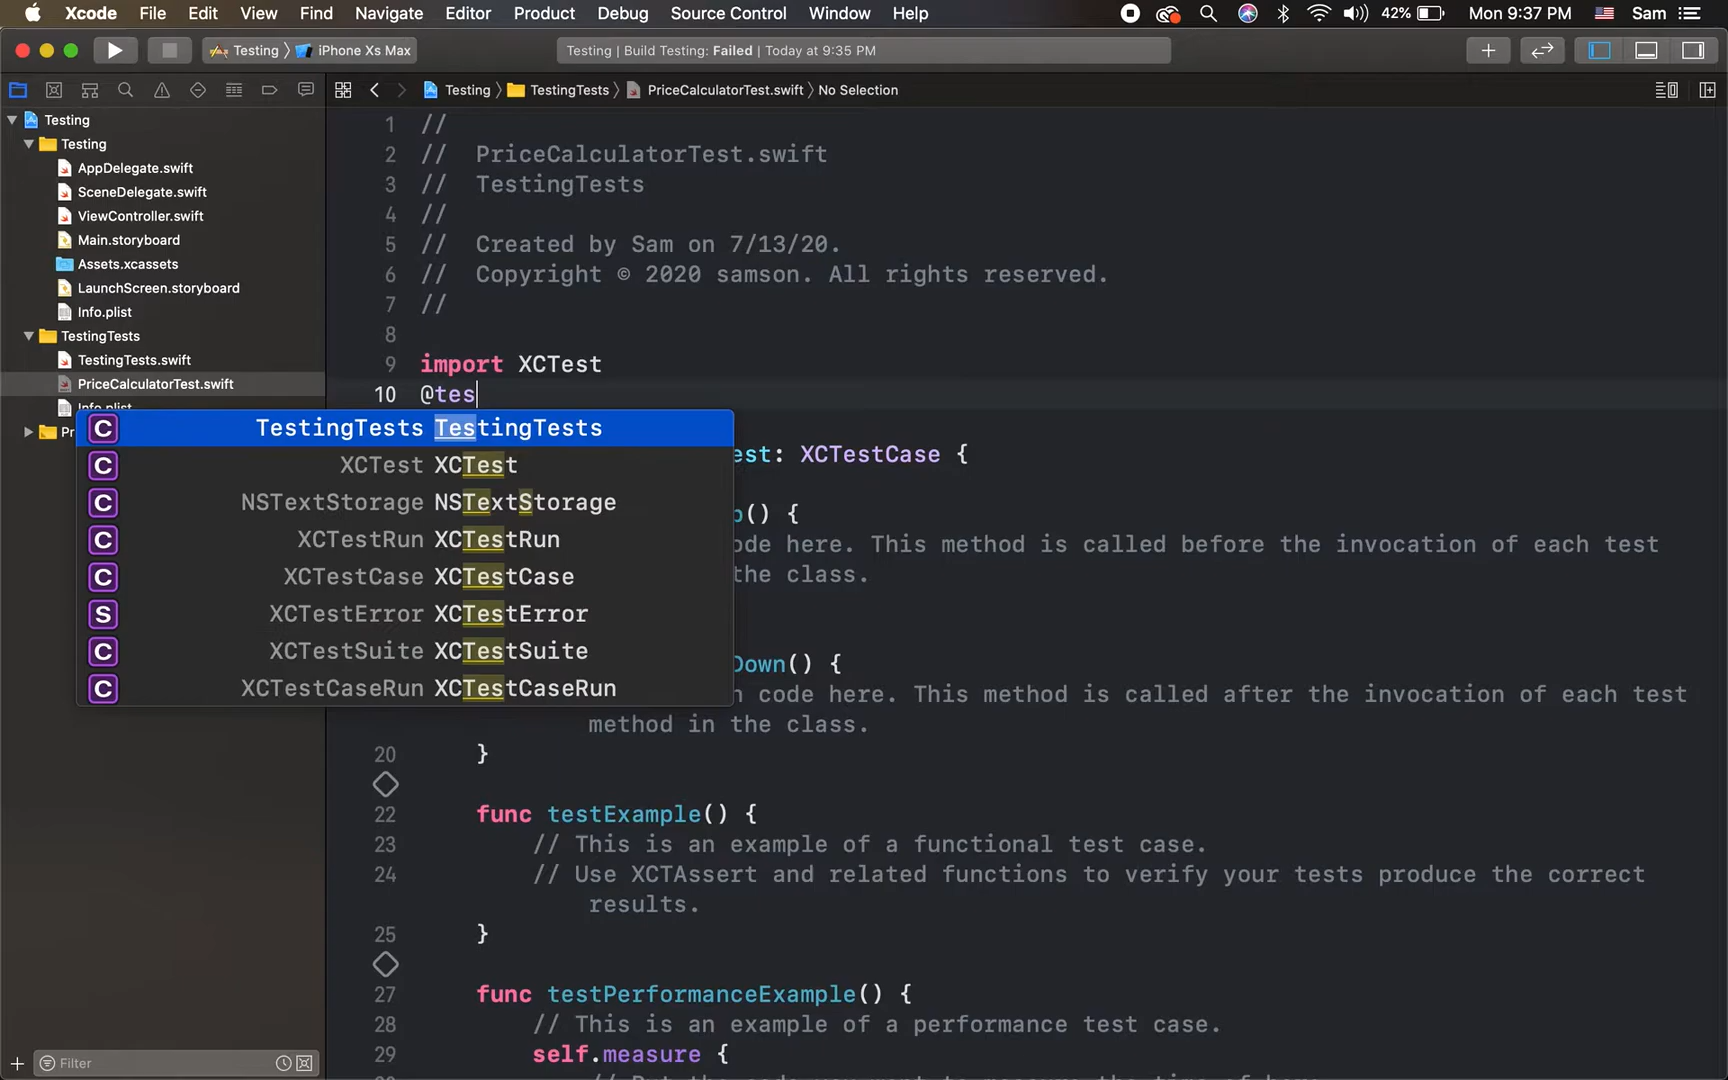 Xcode File Edit View Find Navigate Editor Product Debug Source Control Window Help 42% Mon 9:37 PM Sam
Testing iPhone Xs Max Testing | Build Testing: Failed | Today at 9:35 PM
Testing TestingTests PriceCalculatorTest.swift No Selection
Testing
Testing
AppDelegate.swift
SceneDelegate.swift
ViewController.swift
Main.storyboard
Assets.xcassets
LaunchScreen.storyboard
Info.plist
TestingTests
TestingTests.swift
PriceCalculatorTest.swift
Info.plist
Pr
Filter
1 //
2 // PriceCalculatorTest.swift
3 // TestingTests
4 //
5 // Created by Sam on 7/13/20.
6 // Copyright © 2020 samson. All rights reserved.
7 //
8
9 import XCTest
10 @tes
TestingTests TestingTests
XCTest XCTest
NSTextStorage NSTextStorage
XCTestRun XCTestRun
XCTestCase XCTestCase
XCTestError XCTestError
XCTestSuite XCTestSuite
XCTestCaseRun XCTestCaseRun
est: XCTestCase {
p() {
ode here. This method is called before the invocation of each test
the class.
Down() {
n code here. This method is called after the invocation of each test
method in the class.
20 }
22 func testExample() {
23 // This is an example of a functional test case.
24 // Use XCTAssert and related functions to verify your tests produce the correct
results.
25 }
27 func testPerformanceExample() {
28 // This is an example of a performance test case.
29 self.measure {